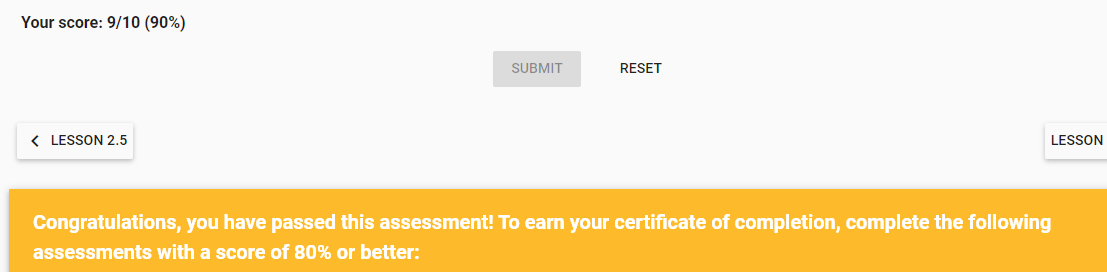 Your score: 9/10 (90%)
SUBMIT RESET
LESSON 2.5 LESSON
Congratulations, you have passed this assessment! To earn your certificate of completion, complete the following
assessments with a score of 80% or better: